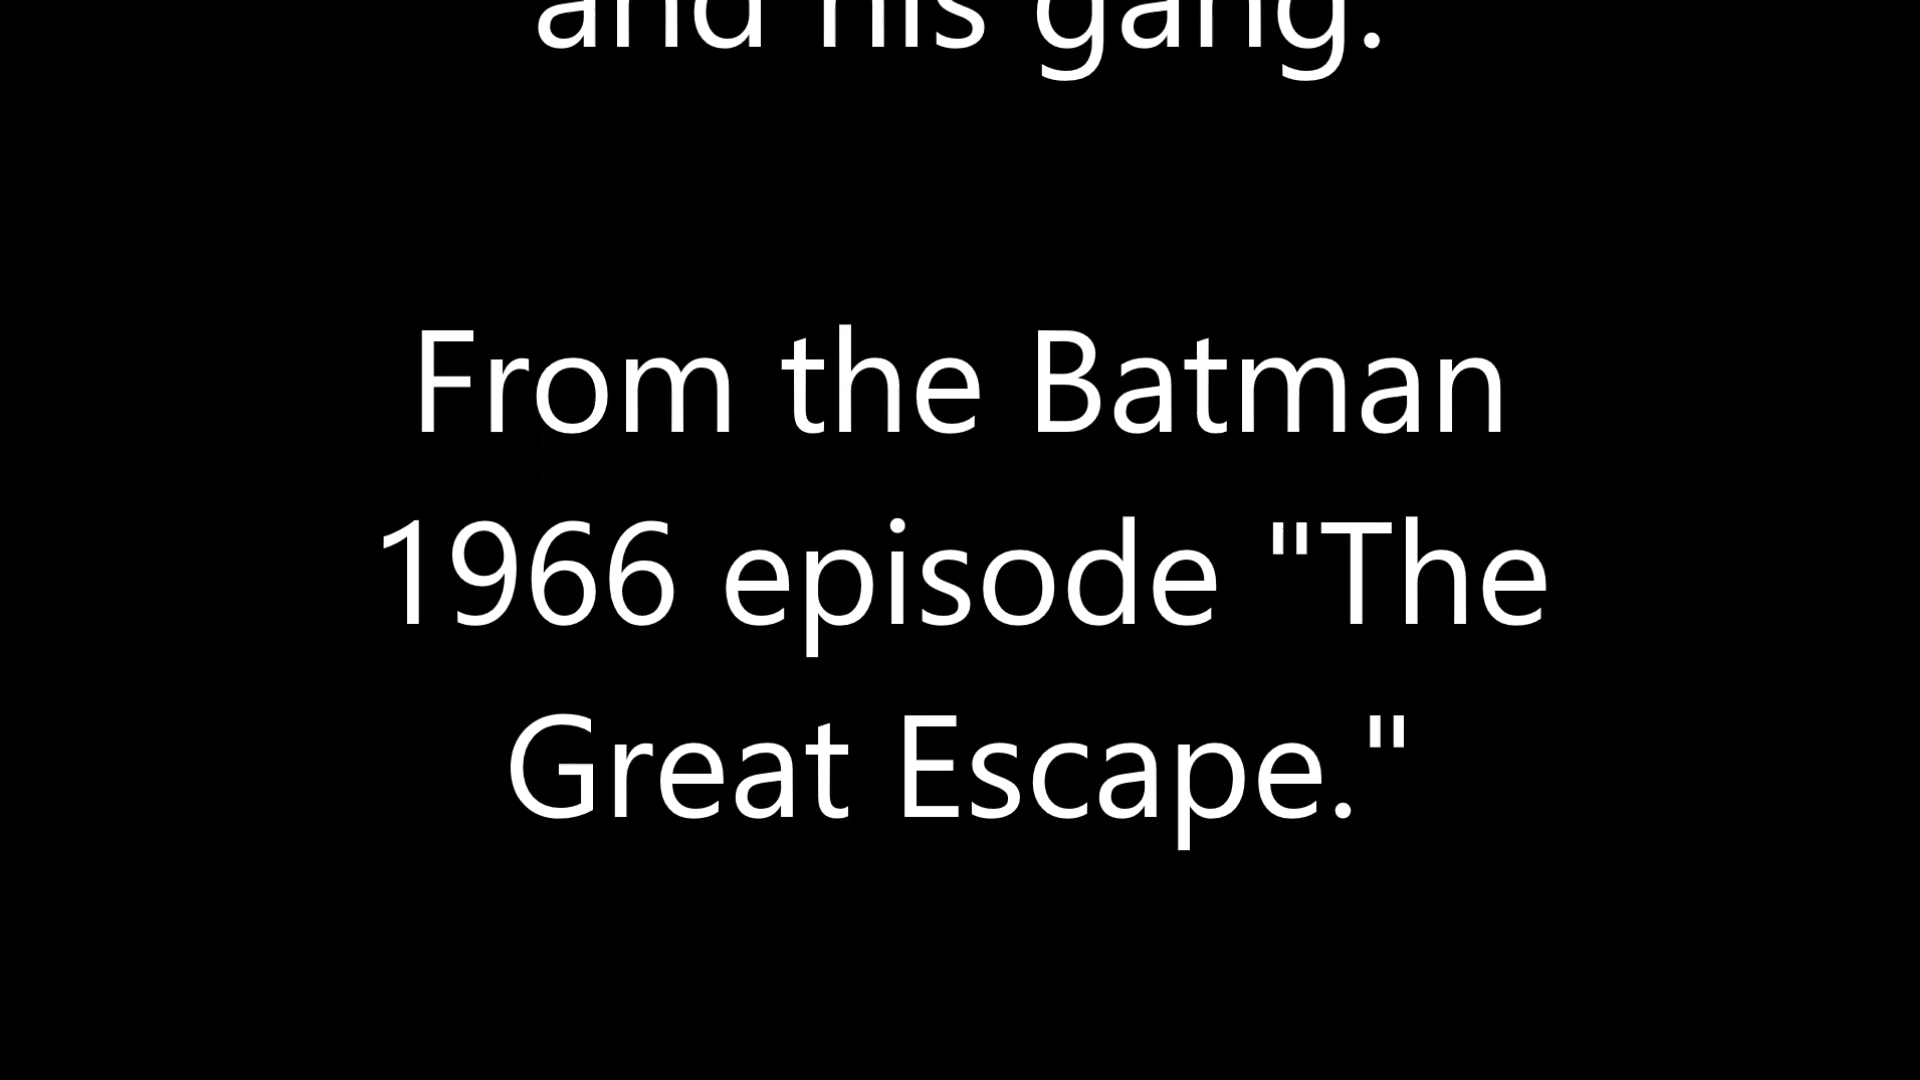 and his gang.
From the Batman
1966 episode "The
Great Escape."